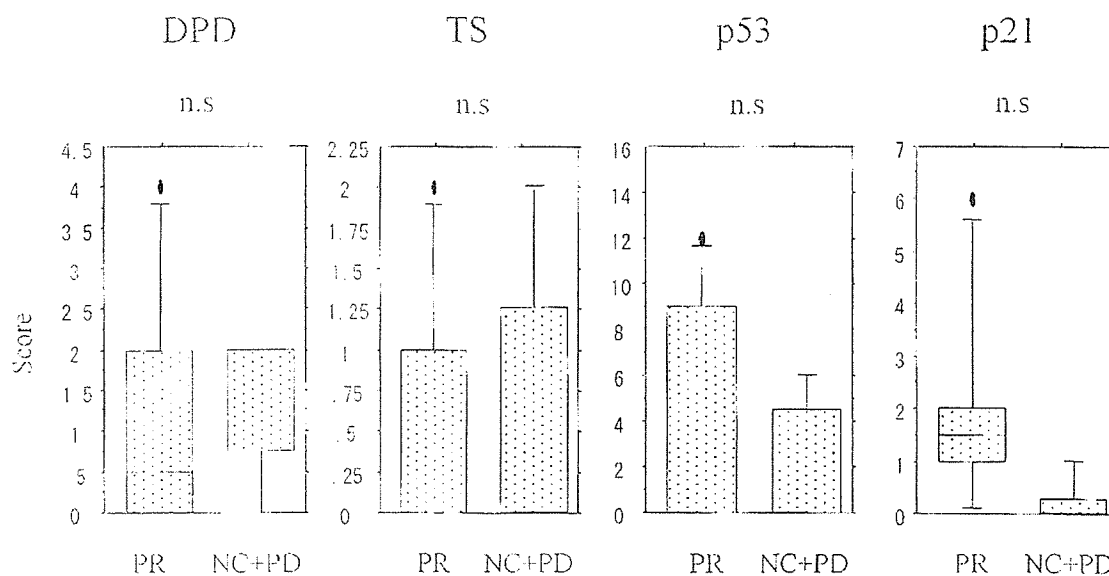 DPD TS p53 p21
n.s n.s n.s n.s
4.5 2.25 16 7
4 2 14 6
3.5 1.75 12 5
3 1.5 10 4
2 5 1.25 8 3
2 1 6 2
1 5 .75 4 1
1 .5 2 0
5 .25 0
0 0
Score
PR NC+PD PR NC+PD PR NC+PD PR NC+PD